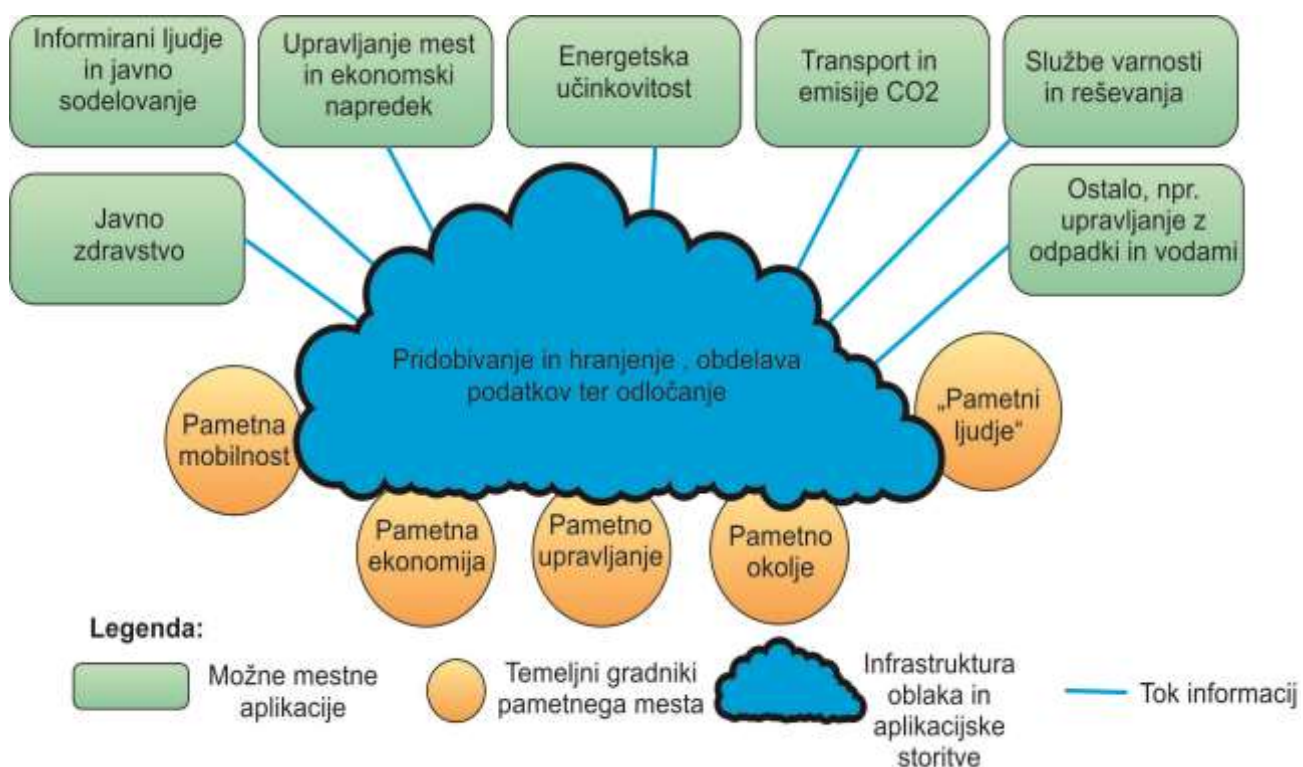 Informirani ljudje
in javno
sodelovanje
Upravljanje mest
in ekonomski
napredek
Energetska
učinkovitost
Transport in
emisije CO2
Službe varnosti
in reševanja
Javno
zdravstvo
Ostalo, npr.
upravljanje z
odpadki in vodami
Pridobivanje in hranjenje , obdelava
podatkov ter odločanje
Pametna
mobilnost
Pametna
ekonomija
Pametno
upravljanje
Pametno
okolje
„Pametni
ljudje“
Legenda:
Možne mestne
aplikacije
Temeljni gradniki
pametnega mesta
Infrastruktura
oblaka in
aplikacijske
storitve
Tok informacij